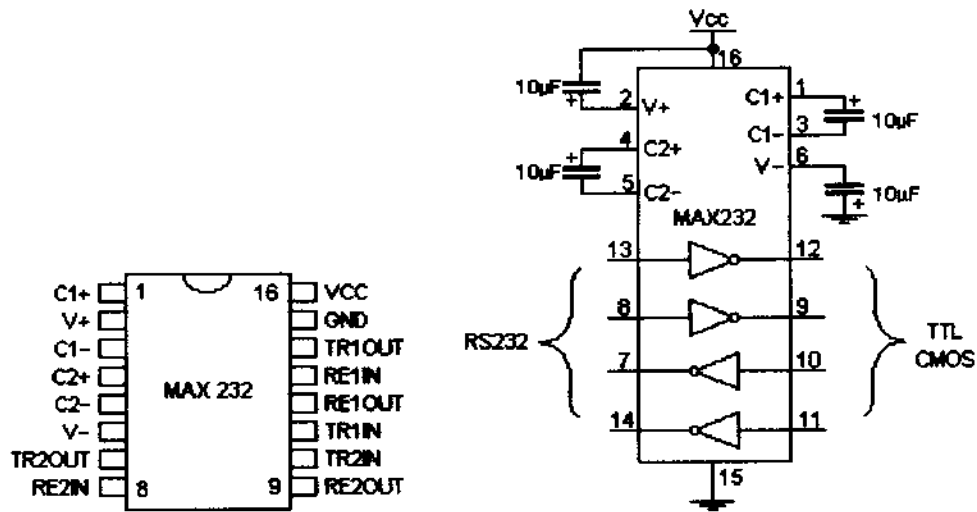 C1+ 1 16 VCC
V+ GND
C1- TR1OUT
C2+ RE1IN
MAX 232
C2- RE1OUT
V- TR1IN
TR2OUT TR2IN
RE2IN 8 9 RE2OUT
Vcc
16
10µF + 2 V+
C1+ 1 +
10µF
C1- 3
4 C2+
+
10µF
5 C2-
V- 6
10µF
+
MAX232
13 12
8 9
RS232
TTL
CMOS
7 10
14 11
15